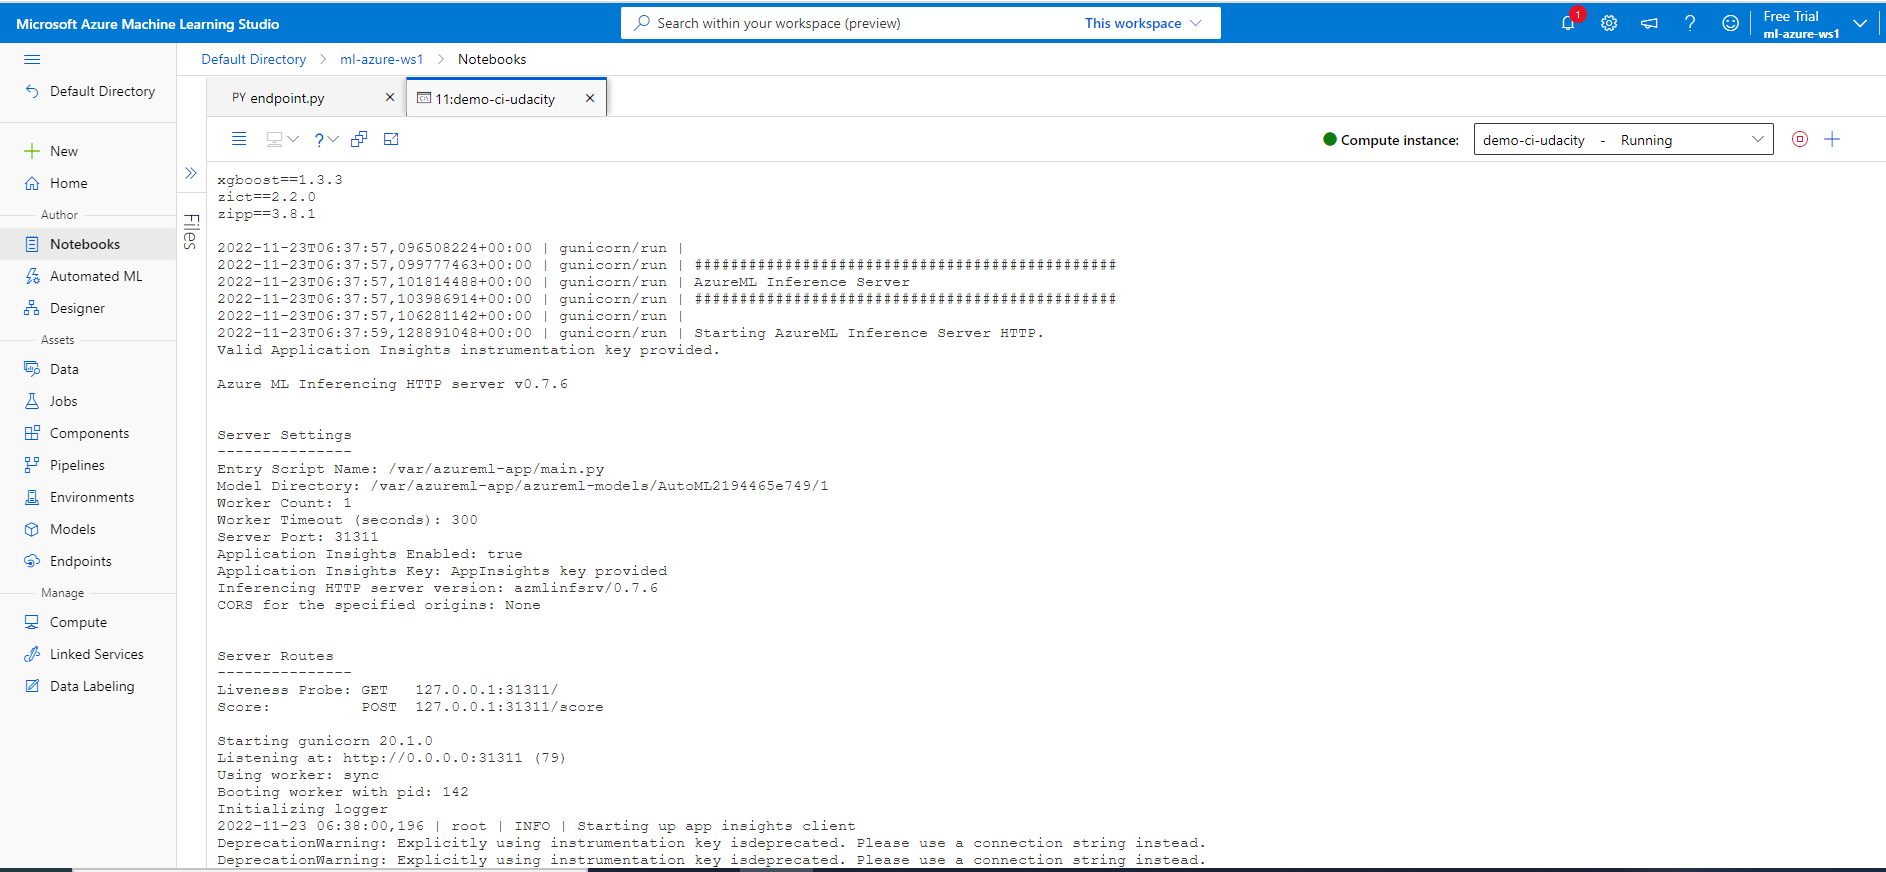 Microsoft Azure Machine Learning Studio
Search within your workspace (preview)
This workspace
1
Free Trial
ml-azure-ws1
Default Directory
ml-azure-ws1
Notebooks
Default Directory
New
Home
Author
Notebooks
Automated ML
Designer
Assets
Data
Jobs
Components
Pipelines
Environments
Models
Endpoints
Manage
Compute
Linked Services
Data Labeling
Files
PY endpoint.py
11:demo-ci-udacity
Compute instance:
demo-ci-udacity - Running
xgboost==1.3.3
zict==2.2.0
zipp==3.8.1
2022-11-23T06:37:57,096508224+00:00 | gunicorn/run |
2022-11-23T06:37:57,099777463+00:00 | gunicorn/run | ###############################################
2022-11-23T06:37:57,101814488+00:00 | gunicorn/run | AzureML Inference Server
2022-11-23T06:37:57,103986914+00:00 | gunicorn/run | ###############################################
2022-11-23T06:37:57,106281142+00:00 | gunicorn/run |
2022-11-23T06:37:59,128891048+00:00 | gunicorn/run | Starting AzureML Inference Server HTTP.
Valid Application Insights instrumentation key provided.
Azure ML Inferencing HTTP server v0.7.6
Server Settings
---------------
Entry Script Name: /var/azureml-app/main.py
Model Directory: /var/azureml-app/azureml-models/AutoML2194465e749/1
Worker Count: 1
Worker Timeout (seconds): 300
Server Port: 31311
Application Insights Enabled: true
Application Insights Key: AppInsights key provided
Inferencing HTTP server version: azmlinfsrv/0.7.6
CORS for the specified origins: None
Server Routes
---------------
Liveness Probe: GET   127.0.0.1:31311/
Score:          POST  127.0.0.1:31311/score
Starting gunicorn 20.1.0
Listening at: http://0.0.0.0:31311 (79)
Using worker: sync
Booting worker with pid: 142
Initializing logger
2022-11-23 06:38:00,196 | root | INFO | Starting up app insights client
DeprecationWarning: Explicitly using instrumentation key isdeprecated. Please use a connection string instead.
DeprecationWarning: Explicitly using instrumentation key isdeprecated. Please use a connection string instead.